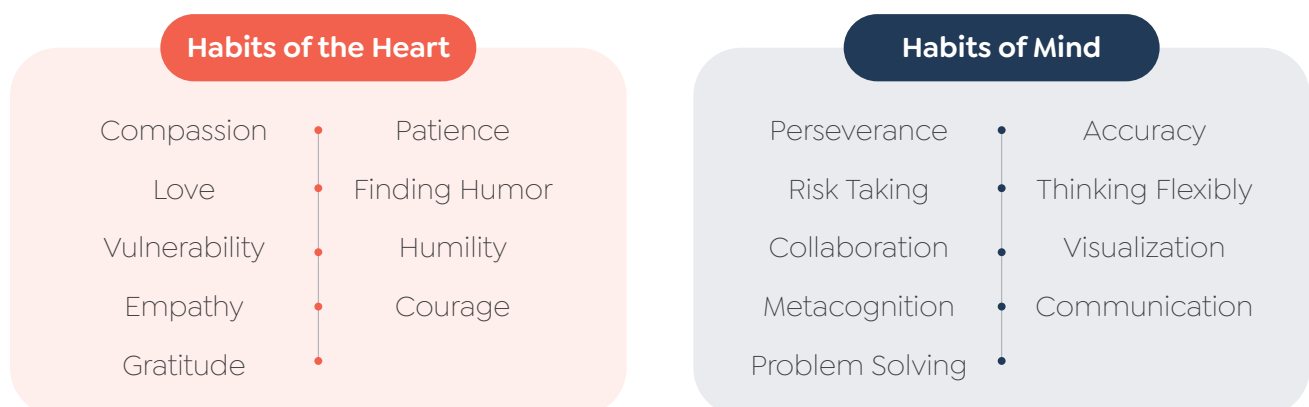 Habits of the Heart
Compassion
Love
Vulnerability
Empathy
Gratitude
Patience
Finding Humor
Humility
Courage
Habits of Mind
Perseverance
Risk Taking
Collaboration
Metacognition
Problem Solving
Accuracy
Thinking Flexibly
Visualization
Communication